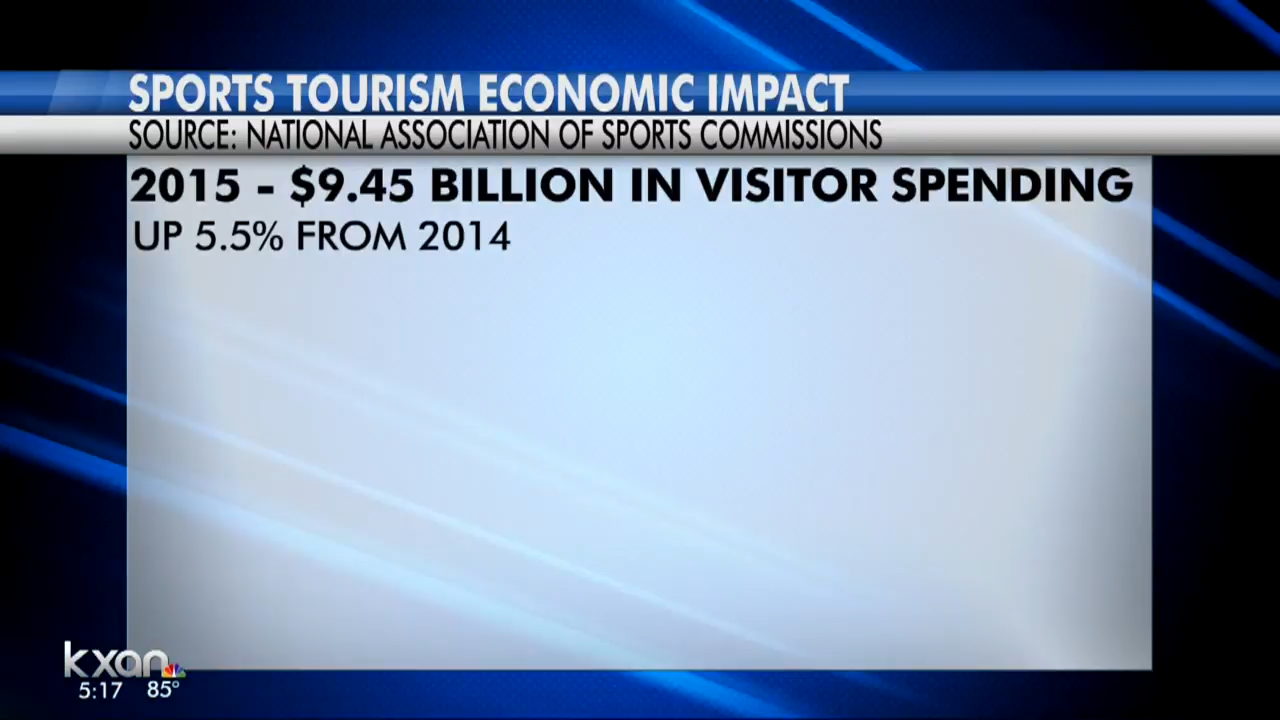 SPORTS TOURISM ECONOMIC IMPACT
SOURCE: NATIONAL ASSOCIATION OF SPORTS COMMISSIONS
2015 - $9.45 BILLION IN VISITOR SPENDING
UP 5.5% FROM 2014
kxan
5:17 85°